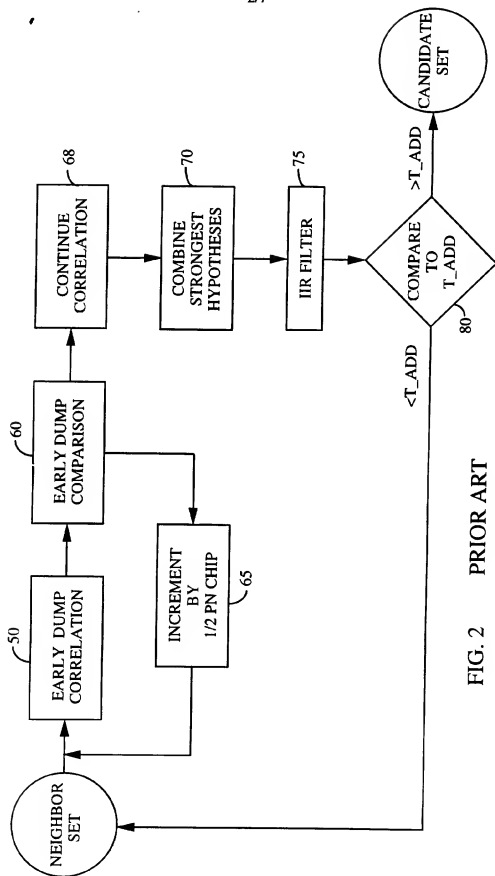 NEIGHBOR
SET
50
EARLY DUMP
CORRELATION
60
EARLY DUMP
COMPARISON
INCREMENT
BY
1/2 PN CHIP
65
68
CONTINUE
CORRELATION
70
COMBINE
STRONGEST
HYPOTHESES
75
IIR FILTER
COMPARE
TO
T_ADD
80
<T_ADD
>T_ADD
CANDIDATE
SET
FIG. 2 PRIOR ART